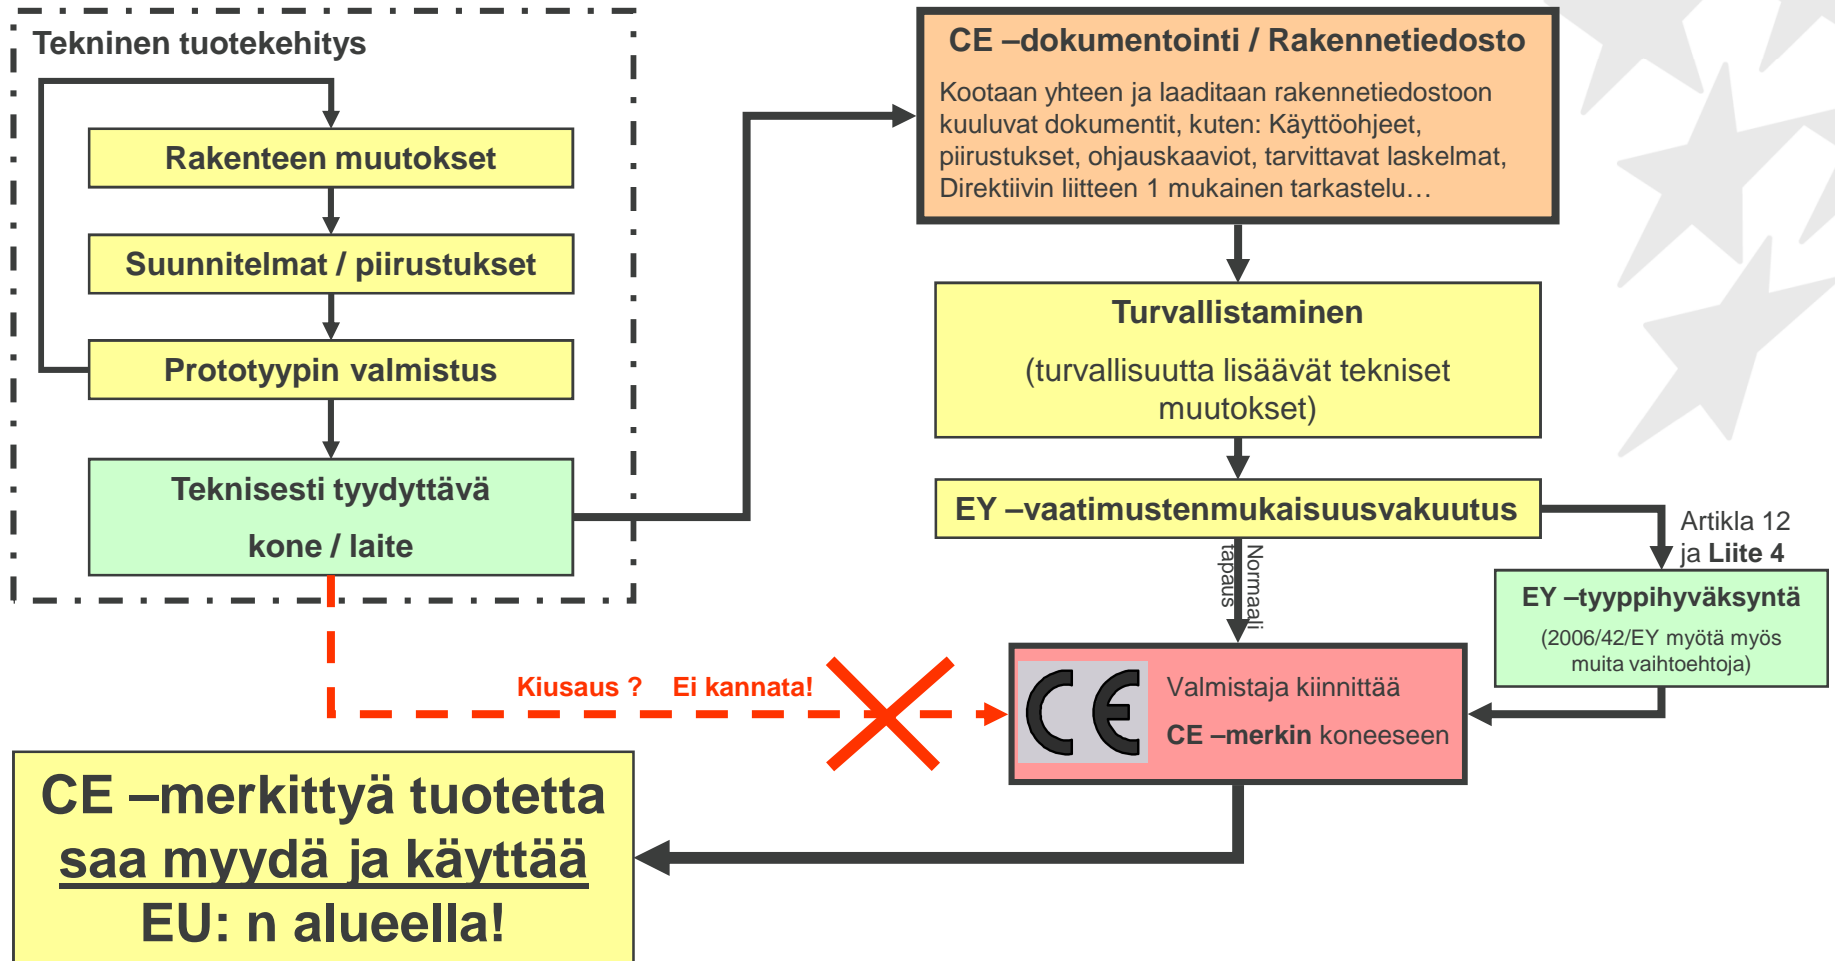 Tekninen tuotekehitys
Rakenteen muutokset
Suunnitelmat / piirustukset
Prototyypin valmistus
Teknisesti tyydyttävä
kone / laite
CE –dokumentointi / Rakennetiedosto
Kootaan yhteen ja laaditaan rakennetiedostoon
kuuluvat dokumentit, kuten: Käyttöohjeet,
piirustukset, ohjauskaaviot, tarvittavat laskelmat,
Direktiivin liitteen 1 mukainen tarkastelu…
Turvallistaminen
(turvallisuutta lisäävät tekniset
muutokset)
EY –vaatimustenmukaisuusvakuutus
Normaali
tapaus
Artikla 12
ja Liite 4
EY –tyyppihyväksyntä
(2006/42/EY myötä myös
muita vaihtoehtoja)
Kiusaus ? Ei kannata!
CE
Valmistaja kiinnittää
CE –merkin koneeseen
CE –merkittyä tuotetta
saa myydä ja käyttää
EU: n alueella!